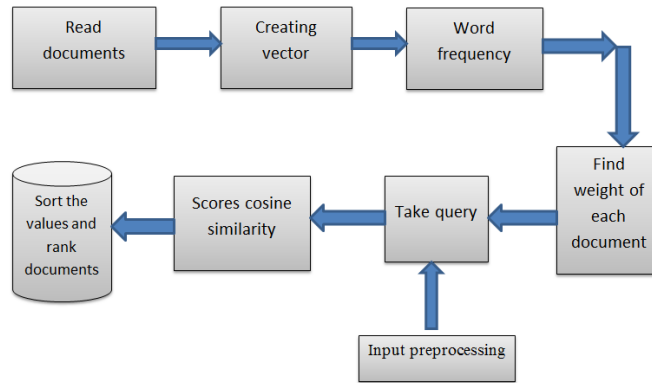 Read
documents
Creating
vector
Word
frequency
Find
weight of
each
document
Take query
Scores cosine
similarity
Sort the
values and
rank
documents
Input preprocessing